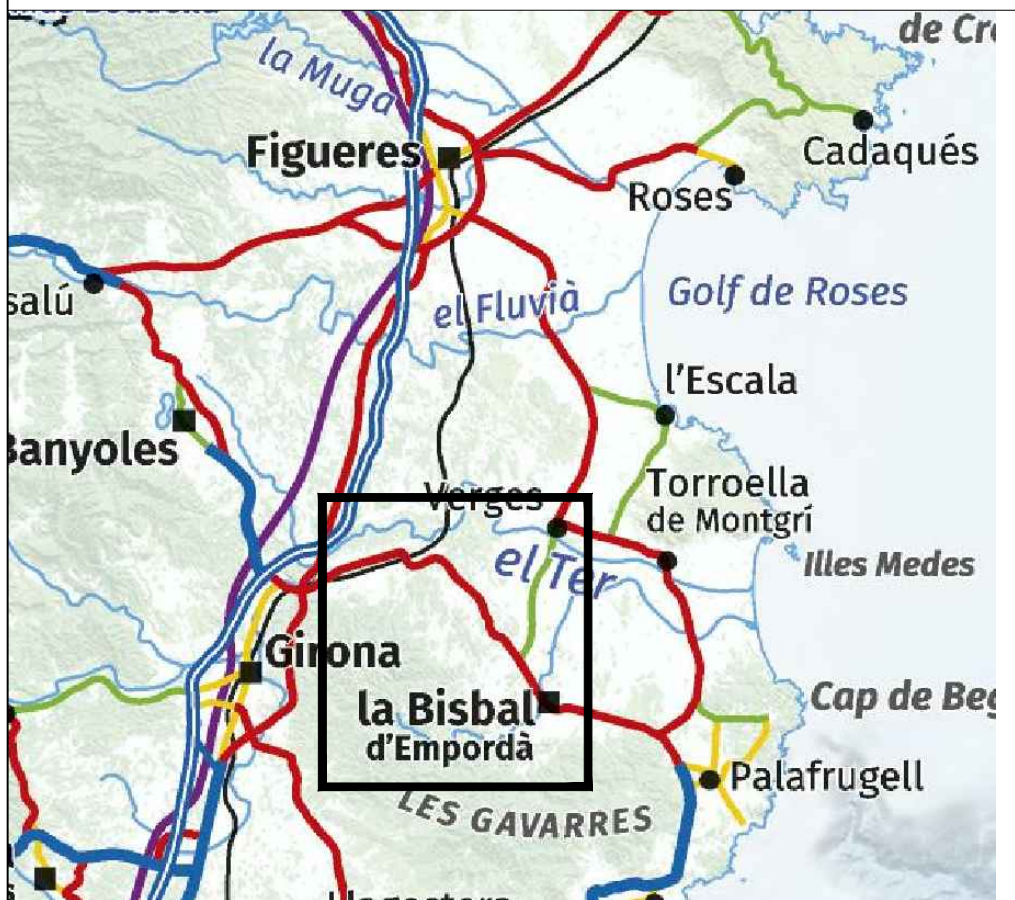 de Cr
la Muga
Figueres
Cadaqués
Roses
salú
el Fluvià
Golf de Roses
l'Escala
Banyoles
Verges
Torroella
de Montgrí
el Ter
Illes Medes
Girona
la Bisbal
d'Empordà
Cap de Beg
Palafrugell
LES GAVARRES